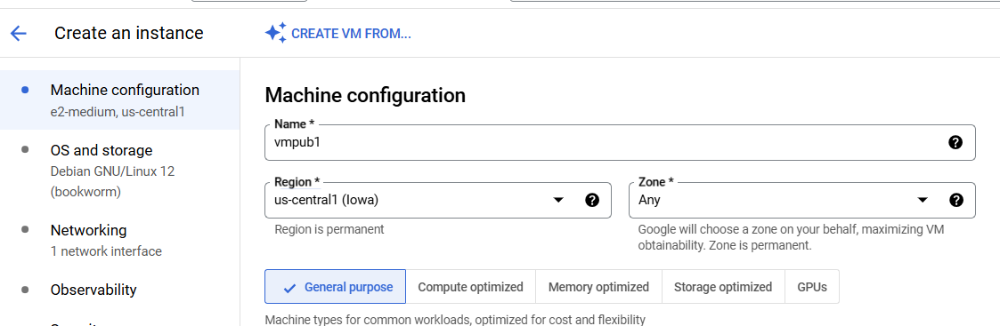 Create an instance
CREATE VM FROM...
Machine configuration
e2-medium, us-central1
OS and storage
Debian GNU/Linux 12
(bookworm)
Networking
1 network interface
Observability
Machine configuration
Name *
vmpub1
Region *
us-central1 (Iowa)
Region is permanent
Zone *
Any
Google will choose a zone on your behalf, maximizing VM
obtainability. Zone is permanent.
General purpose
Compute optimized
Memory optimized
Storage optimized
GPUs
Machine types for common workloads, optimized for cost and flexibility